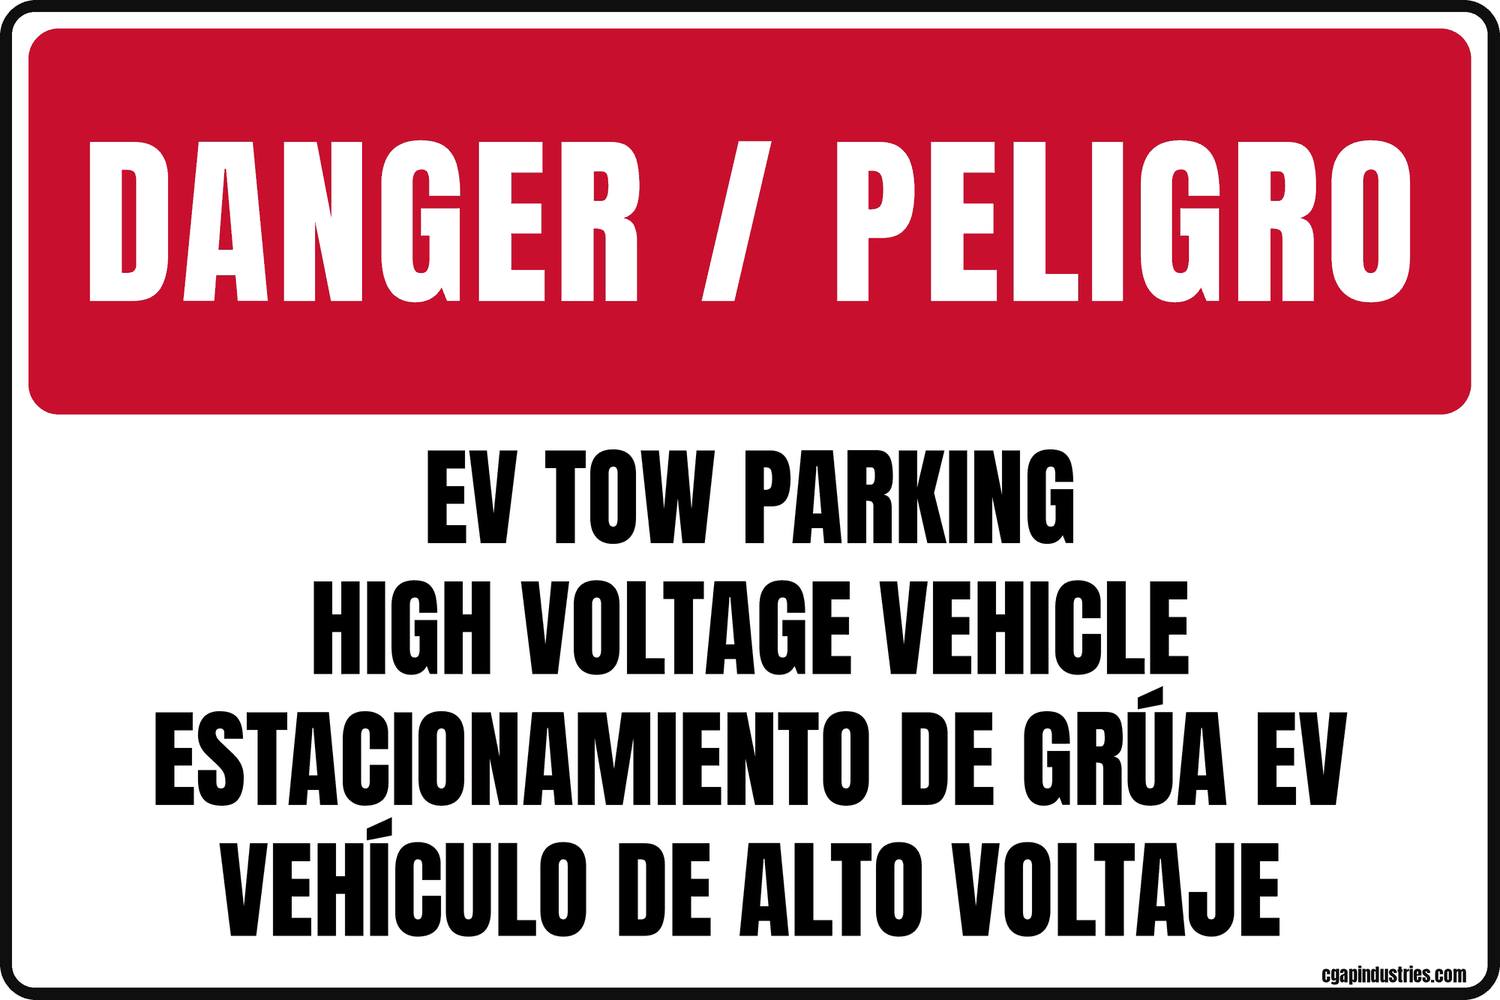 DANGER / PELIGRO
EV TOW PARKING
HIGH VOLTAGE VEHICLE
ESTACIONAMIENTO DE GRÚA EV
VEHÍCULO DE ALTO VOLTAJE
cgapindustries.com